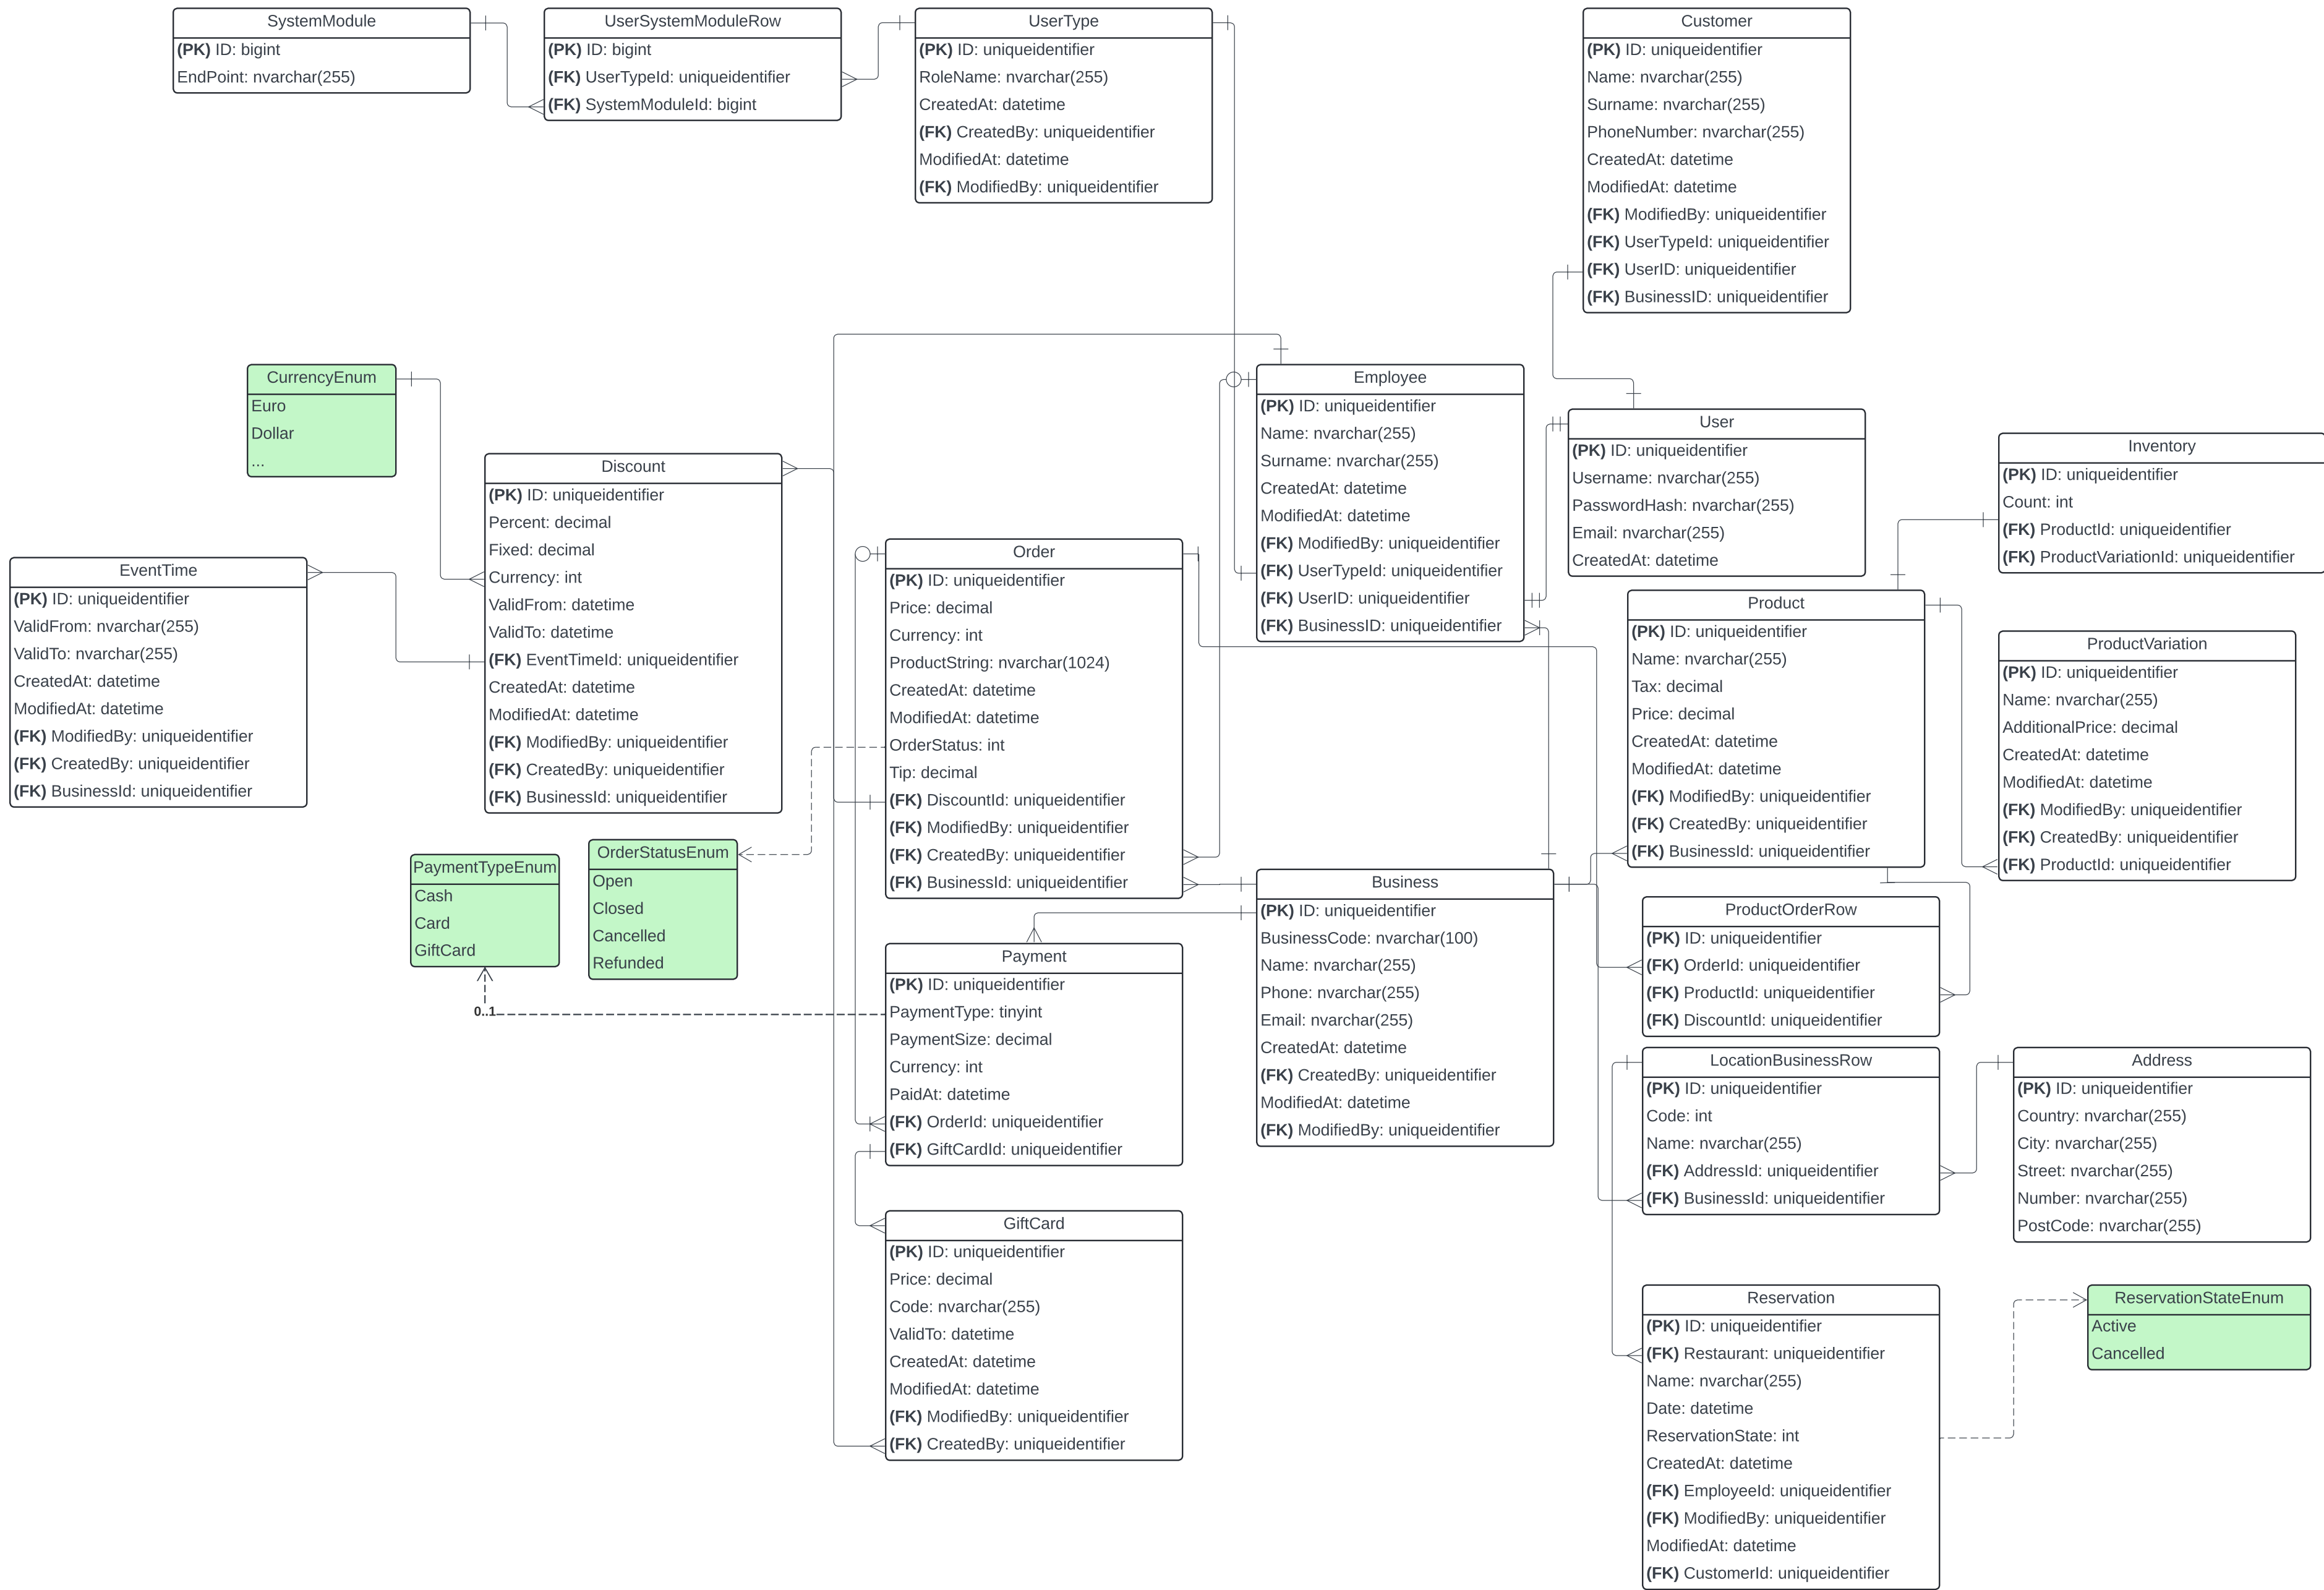 SystemModule
(PK) ID: bigint
EndPoint: nvarchar(255)
UserSystemModuleRow
(PK) ID: bigint
(FK) UserTypeId: uniqueidentifier
(FK) SystemModuleId: bigint
UserType
(PK) ID: uniqueidentifier
RoleName: nvarchar(255)
CreatedAt: datetime
(FK) CreatedBy: uniqueidentifier
ModifiedAt: datetime
(FK) ModifiedBy: uniqueidentifier
Customer
(PK) ID: uniqueidentifier
Name: nvarchar(255)
Surname: nvarchar(255)
PhoneNumber: nvarchar(255)
CreatedAt: datetime
ModifiedAt: datetime
(FK) ModifiedBy: uniqueidentifier
(FK) UserTypeId: uniqueidentifier
(FK) UserID: uniqueidentifier
(FK) BusinessID: uniqueidentifier
CurrencyEnum
Euro
Dollar
...
Employee
(PK) ID: uniqueidentifier
Name: nvarchar(255)
Surname: nvarchar(255)
CreatedAt: datetime
ModifiedAt: datetime
(FK) ModifiedBy: uniqueidentifier
(FK) UserTypeId: uniqueidentifier
(FK) UserID: uniqueidentifier
(FK) BusinessID: uniqueidentifier
User
(PK) ID: uniqueidentifier
Username: nvarchar(255)
PasswordHash: nvarchar(255)
Email: nvarchar(255)
CreatedAt: datetime
Inventory
(PK) ID: uniqueidentifier
Count: int
(FK) ProductId: uniqueidentifier
(FK) ProductVariationId: uniqueidentifier
Discount
(PK) ID: uniqueidentifier
Percent: decimal
Fixed: decimal
Currency: int
ValidFrom: datetime
ValidTo: datetime
(FK) EventTimeId: uniqueidentifier
CreatedAt: datetime
ModifiedAt: datetime
(FK) ModifiedBy: uniqueidentifier
(FK) CreatedBy: uniqueidentifier
(FK) BusinessId: uniqueidentifier
EventTime
(PK) ID: uniqueidentifier
ValidFrom: nvarchar(255)
ValidTo: nvarchar(255)
CreatedAt: datetime
ModifiedAt: datetime
(FK) ModifiedBy: uniqueidentifier
(FK) CreatedBy: uniqueidentifier
(FK) BusinessId: uniqueidentifier
Order
(PK) ID: uniqueidentifier
Price: decimal
Currency: int
ProductString: nvarchar(1024)
CreatedAt: datetime
ModifiedAt: datetime
OrderStatus: int
Tip: decimal
(FK) DiscountId: uniqueidentifier
(FK) ModifiedBy: uniqueidentifier
(FK) CreatedBy: uniqueidentifier
(FK) BusinessId: uniqueidentifier
Product
(PK) ID: uniqueidentifier
Name: nvarchar(255)
Tax: decimal
Price: decimal
CreatedAt: datetime
ModifiedAt: datetime
(FK) ModifiedBy: uniqueidentifier
(FK) CreatedBy: uniqueidentifier
(FK) BusinessId: uniqueidentifier
ProductVariation
(PK) ID: uniqueidentifier
Name: nvarchar(255)
AdditionalPrice: decimal
CreatedAt: datetime
ModifiedAt: datetime
(FK) ModifiedBy: uniqueidentifier
(FK) CreatedBy: uniqueidentifier
(FK) ProductId: uniqueidentifier
PaymentTypeEnum
Cash
Card
GiftCard
OrderStatusEnum
Open
Closed
Cancelled
Refunded
0..1
Payment
(PK) ID: uniqueidentifier
PaymentType: tinyint
PaymentSize: decimal
Currency: int
PaidAt: datetime
(FK) OrderId: uniqueidentifier
(FK) GiftCardId: uniqueidentifier
Business
(PK) ID: uniqueidentifier
BusinessCode: nvarchar(100)
Name: nvarchar(255)
Phone: nvarchar(255)
Email: nvarchar(255)
CreatedAt: datetime
(FK) CreatedBy: uniqueidentifier
ModifiedAt: datetime
(FK) ModifiedBy: uniqueidentifier
ProductOrderRow
(PK) ID: uniqueidentifier
(FK) OrderId: uniqueidentifier
(FK) ProductId: uniqueidentifier
(FK) DiscountId: uniqueidentifier
LocationBusinessRow
(PK) ID: uniqueidentifier
Code: int
Name: nvarchar(255)
(FK) AddressId: uniqueidentifier
(FK) BusinessId: uniqueidentifier
Address
(PK) ID: uniqueidentifier
Country: nvarchar(255)
City: nvarchar(255)
Street: nvarchar(255)
Number: nvarchar(255)
PostCode: nvarchar(255)
GiftCard
(PK) ID: uniqueidentifier
Price: decimal
Code: nvarchar(255)
ValidTo: datetime
CreatedAt: datetime
ModifiedAt: datetime
(FK) ModifiedBy: uniqueidentifier
(FK) CreatedBy: uniqueidentifier
Reservation
(PK) ID: uniqueidentifier
(FK) Restaurant: uniqueidentifier
Name: nvarchar(255)
Date: datetime
ReservationState: int
CreatedAt: datetime
(FK) EmployeeId: uniqueidentifier
(FK) ModifiedBy: uniqueidentifier
ModifiedAt: datetime
(FK) CustomerId: uniqueidentifier
ReservationStateEnum
Active
Cancelled